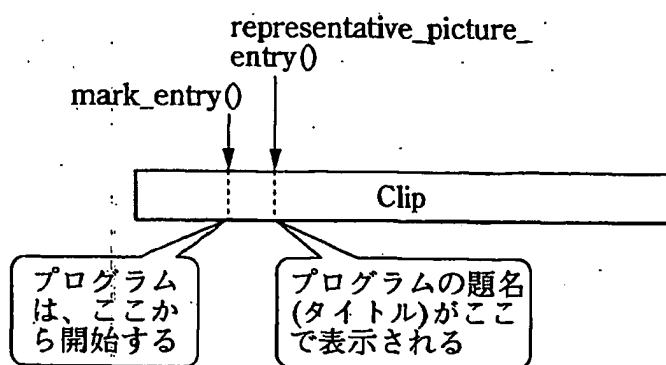 representative_picture_
entry()
mark_entry()
Clip
プログラム
は、ここか
ら開始する
プログラムの題名
(タイトル)がここ
で表示される